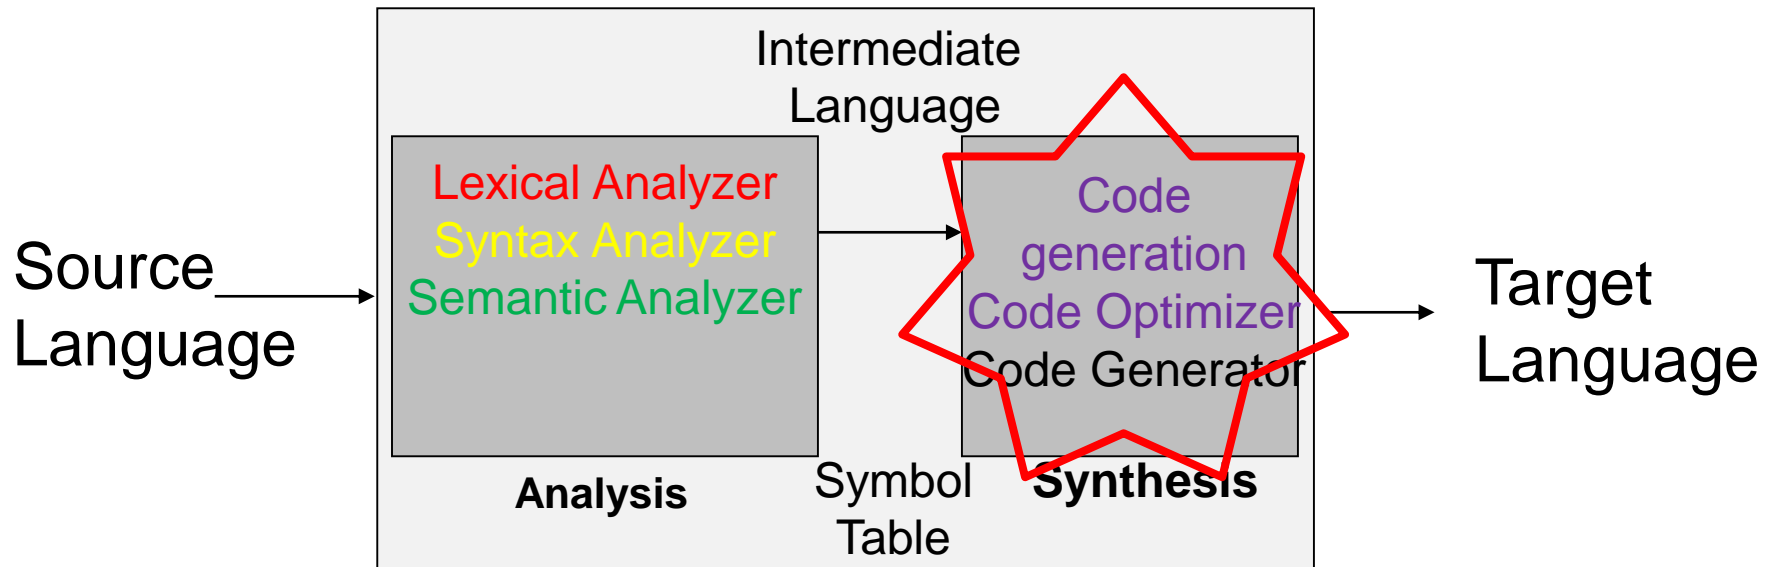 Intermediate
Language
Source
Language
Lexical Analyzer
Syntax Analyzer
Semantic Analyzer
Analysis
Symbol
Table
Code
generation
Code Optimizer
Code Generator
Synthesis
Target
Language